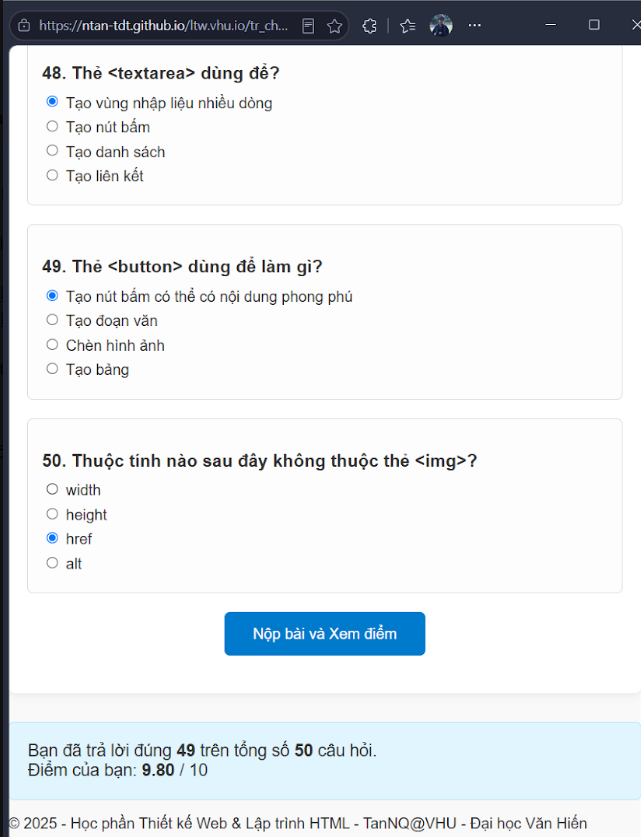 https://ntan-tdt.github.io/ltw.vhu.io/tr_ch...
48. Thẻ <textarea> dùng để?
Tạo vùng nhập liệu nhiều dòng
Tạo nút bấm
Tạo danh sách
Tạo liên kết
49. Thẻ <button> dùng để làm gì?
Tạo nút bấm có thể có nội dung phong phú
Tạo đoạn văn
Chèn hình ảnh
Tạo bảng
50. Thuộc tính nào sau đây không thuộc thẻ <img>?
width
height
href
alt
Nộp bài và Xem điểm
Bạn đã trả lời đúng 49 trên tổng số 50 câu hỏi.
Điểm của bạn: 9.80 / 10
© 2025 - Học phần Thiết kế Web & Lập trình HTML - TanNQ@VHU - Đại học Văn Hiến